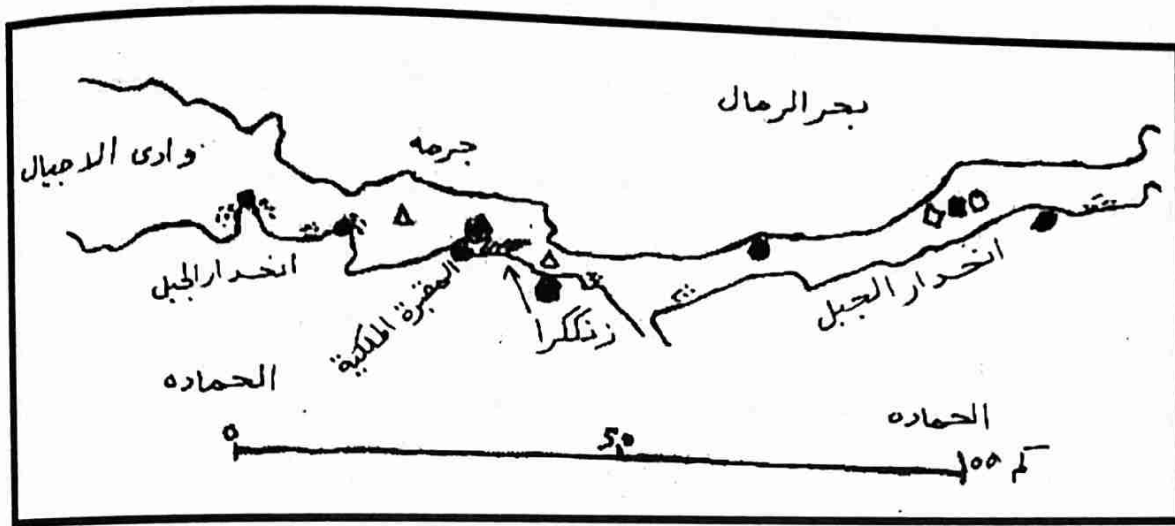 بحر الرمال
جرمه
وادى الاجيال
انحدار الجبل
المقبرة الملكية
زنككرا
انحدار الجبل
الحماده
الحماده
0 50 100 كم